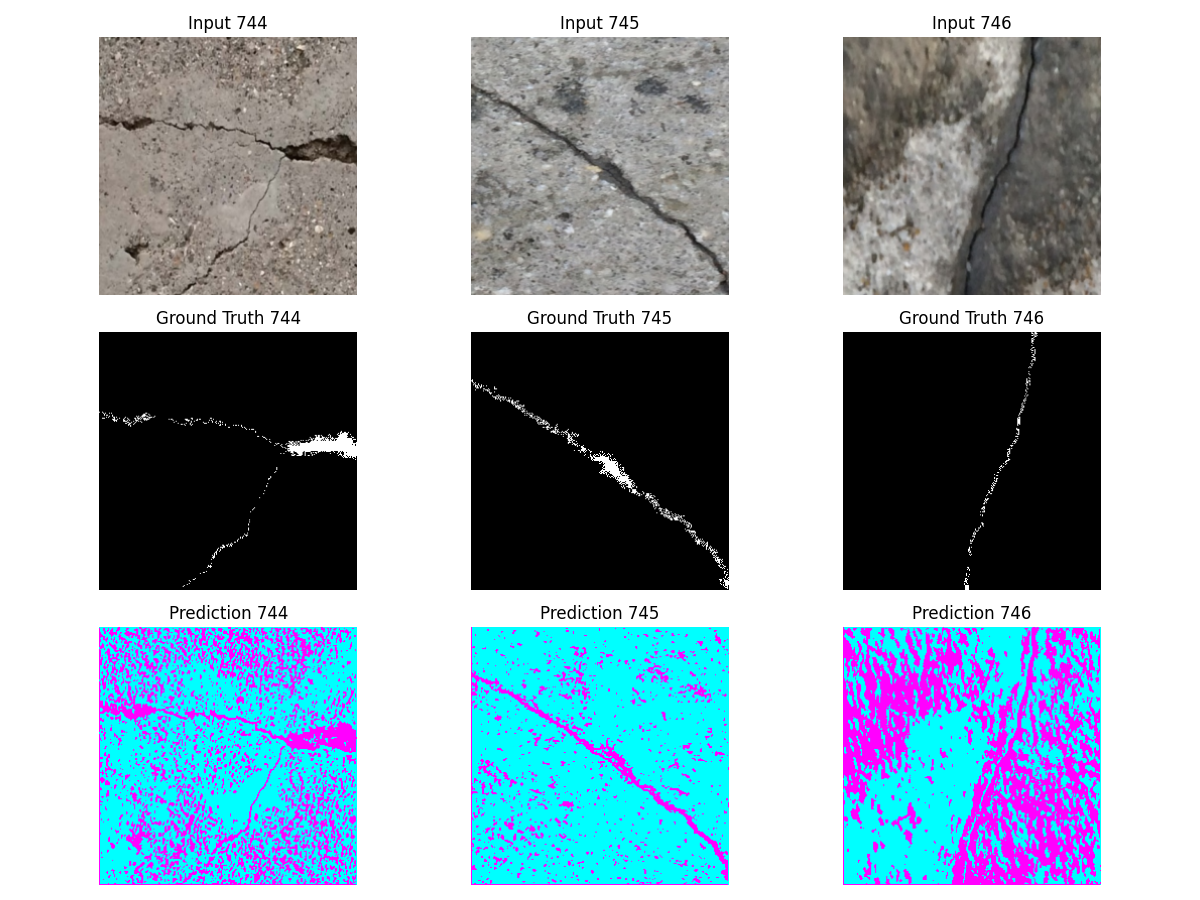 Input 744
Input 745
Input 746
Ground Truth 744
Ground Truth 745
Ground Truth 746
Prediction 744
Prediction 745
Prediction 746